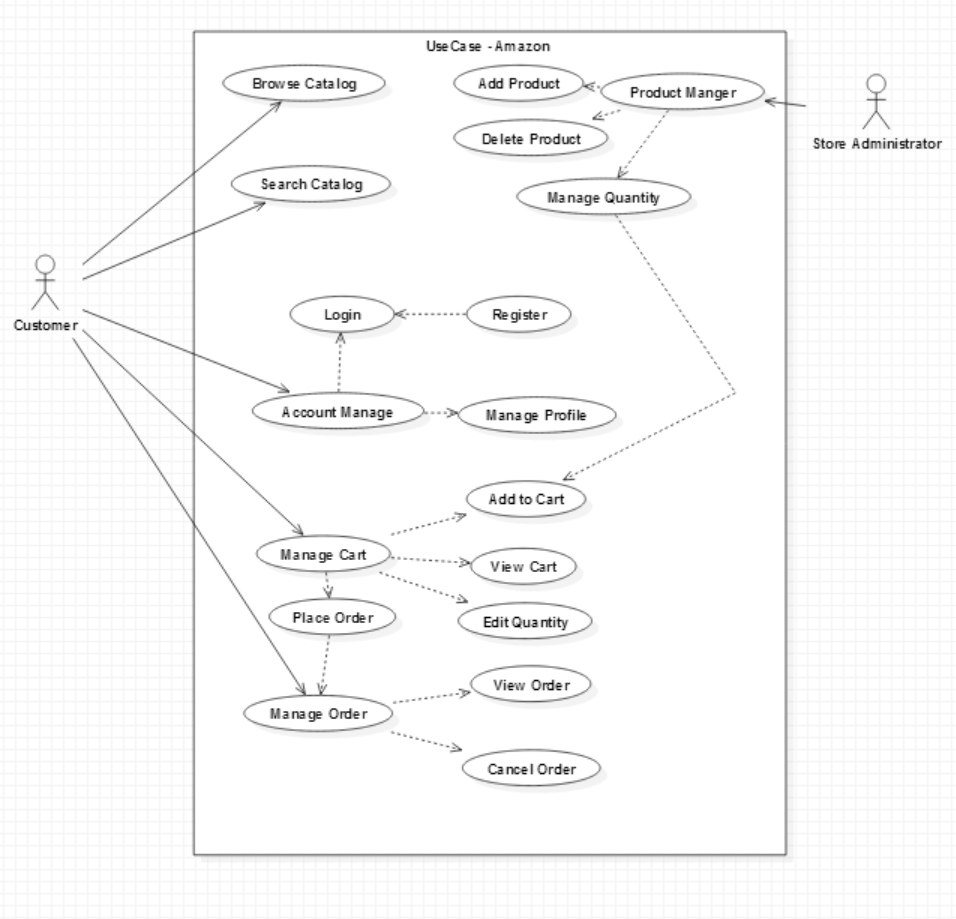 UseCase - Amazon
Browse Catalog
Add Product
Product Manger
Delete Product
Store Administrator
Search Catalog
Manage Quantity
Customer
Login
Register
Account Manage
Manage Profile
Add to Cart
Manage Cart
View Cart
Place Order
Edit Quantity
View Order
Manage Order
Cancel Order